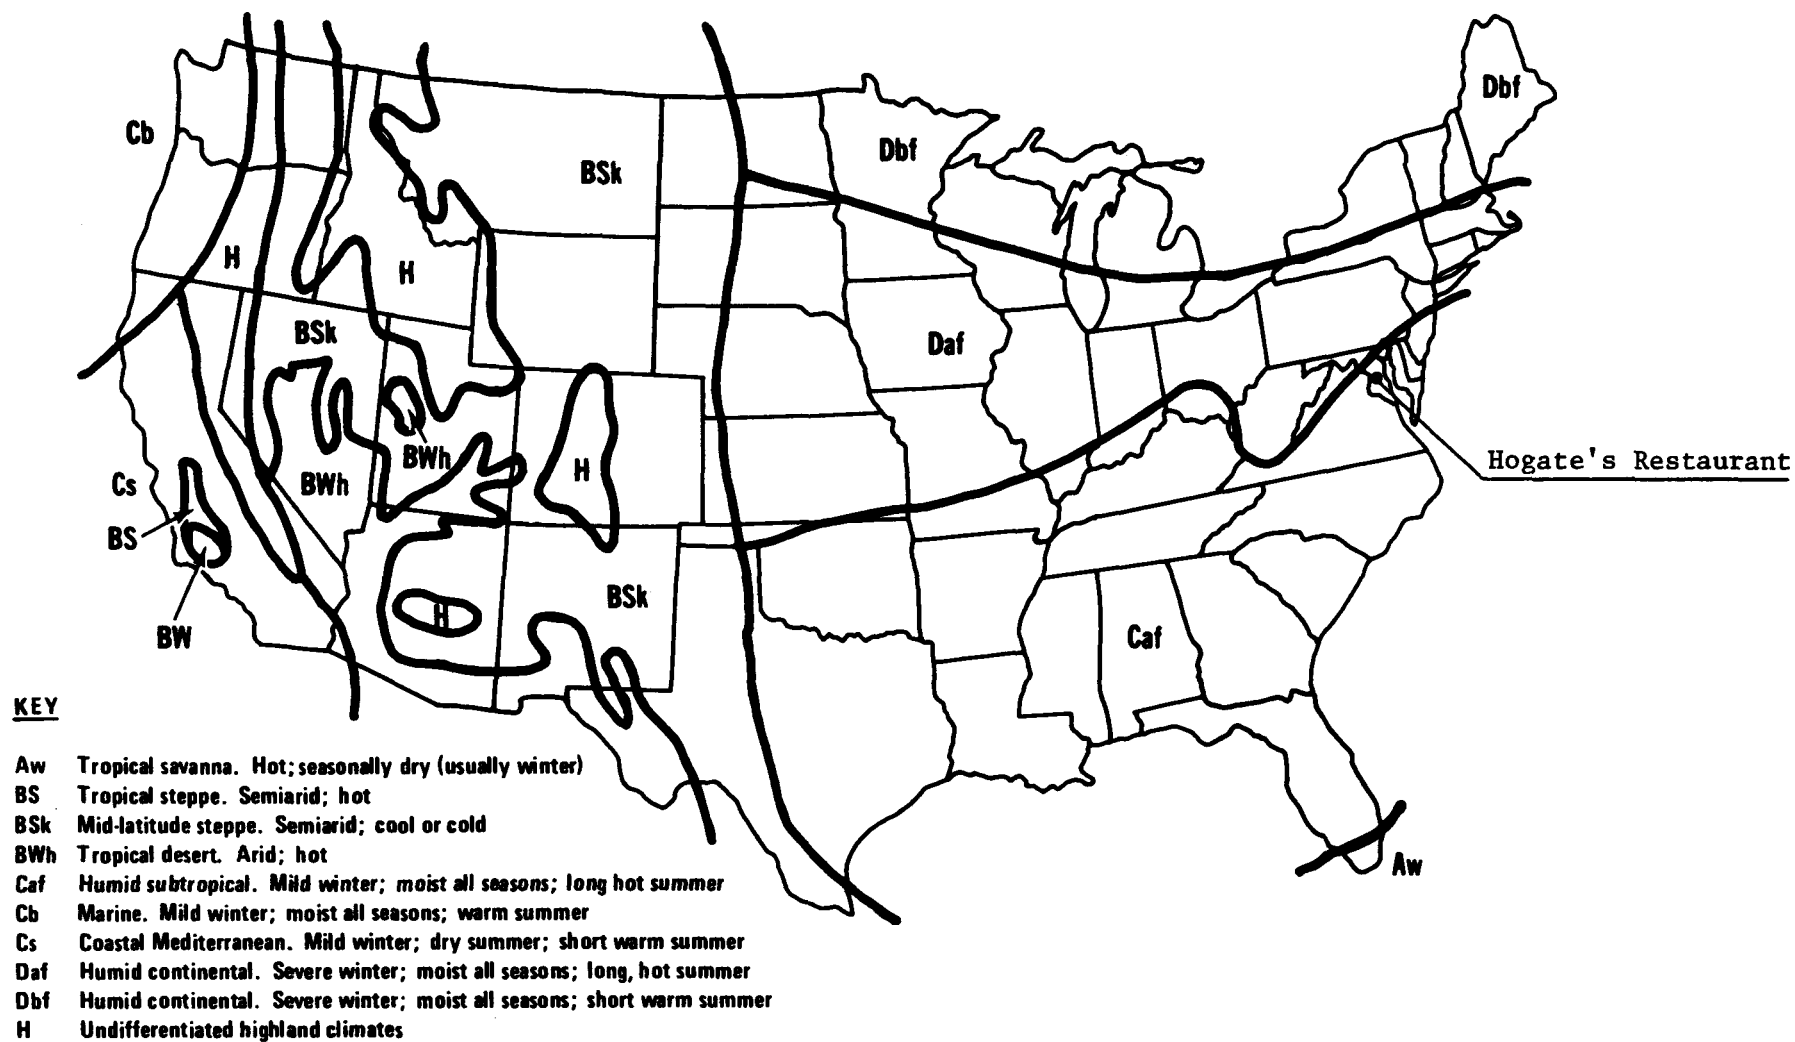 Dbf
Cb
Dbf
BSk
H
H
BSk
Daf
BWh
H
Hogate's Restaurant
Cs
BWh
BS
BSk
H
BW
Caf
Aw
KEY
Aw Tropical savanna. Hot; seasonally dry (usually winter)
BS Tropical steppe. Semiarid; hot
BSk Mid-latitude steppe. Semiarid; cool or cold
BWh Tropical desert. Arid; hot
Caf Humid subtropical. Mild winter; moist all seasons; long hot summer
Cb Marine. Mild winter; moist all seasons; warm summer
Cs Coastal Mediterranean. Mild winter; dry summer; short warm summer
Daf Humid continental. Severe winter; moist all seasons; long, hot summer
Dbf Humid continental. Severe winter; moist all seasons; short warm summer
H Undifferentiated highland climates